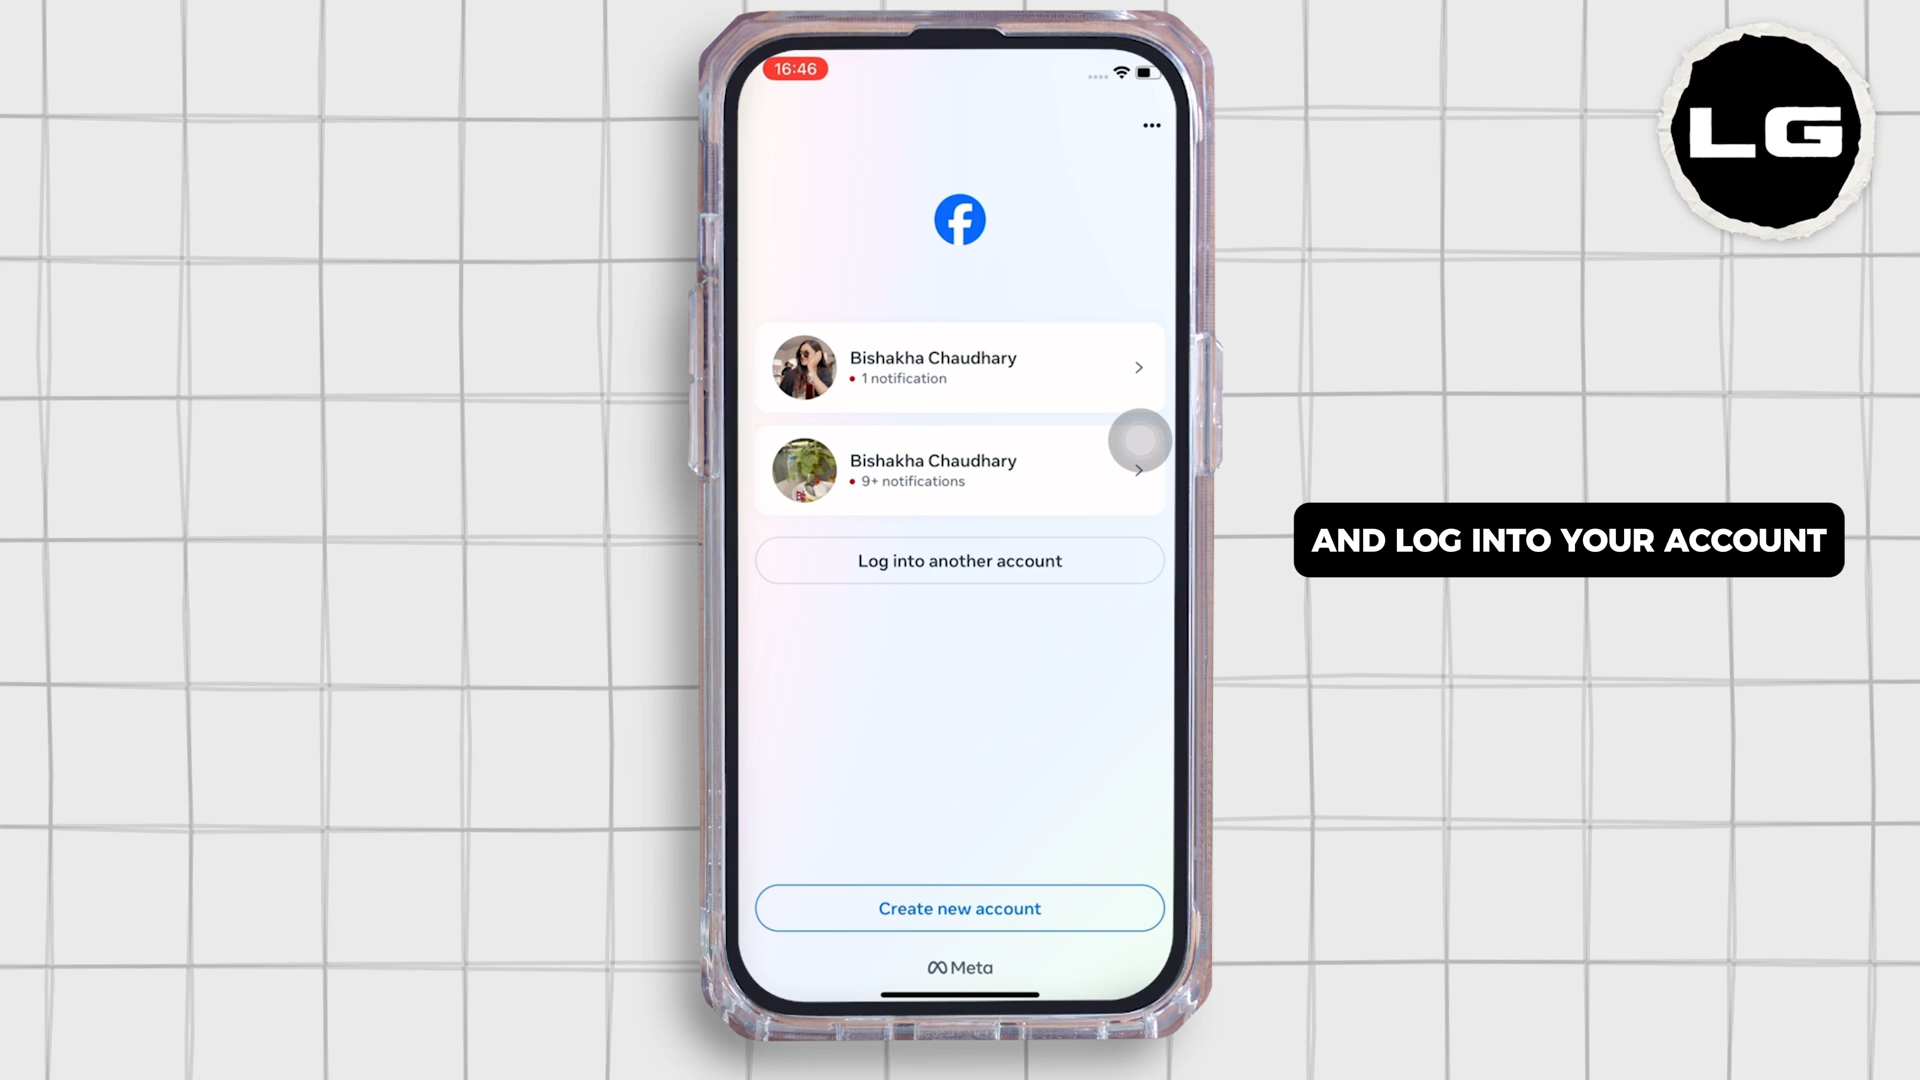 16:46
LG
Bishakha Chaudhary
1 notification
Bishakha Chaudhary
9+ notifications
AND LOG INTO YOUR ACCOUNT
Log into another account
Create new account
Meta